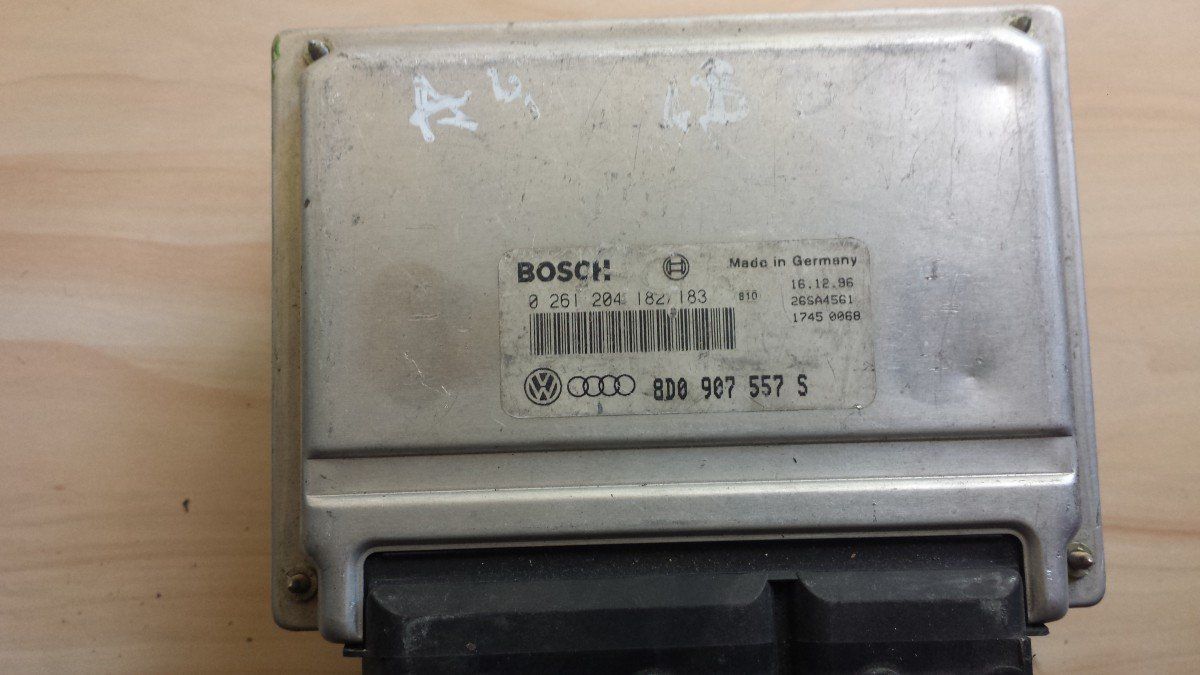 BOSCH
Made in Germany
0 261 204 182/183
810
16.12.96
26SA4561
1745 0068
VW
8D0 907 557 S